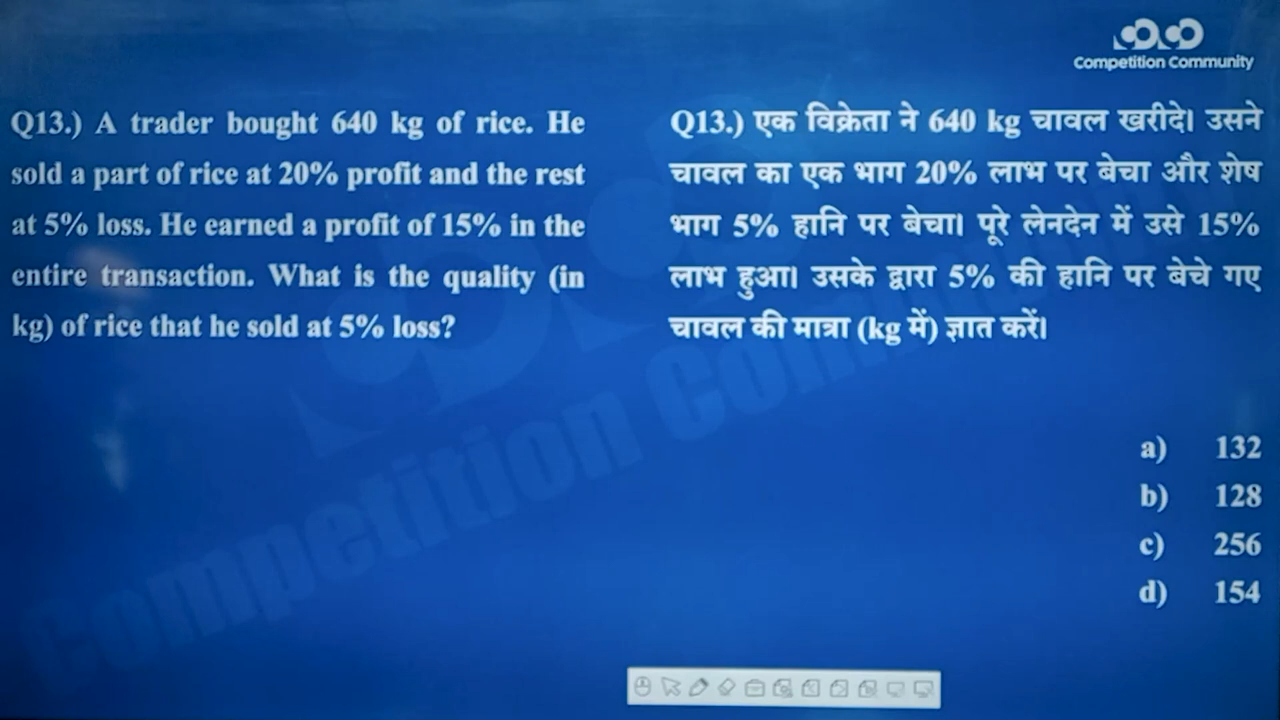 Competition Community
Q13.) A trader bought 640 kg of rice. He
sold a part of rice at 20% profit and the rest
at 5% loss. He earned a profit of 15% in the
entire transaction. What is the quality (in
kg) of rice that he sold at 5% loss?
Q13.) एक विक्रेता ने 640 kg चावल खरीदे। उसने
चावल का एक भाग 20% लाभ पर बेचा और शेष
भाग 5% हानि पर बेचा। पूरे लेनदेन में उसे 15%
लाभ हुआ। उसके द्वारा 5% की हानि पर बेचे गए
चावल की मात्रा (kg में) ज्ञात करें।
a) 132
b) 128
c) 256
d) 154
Competition Community